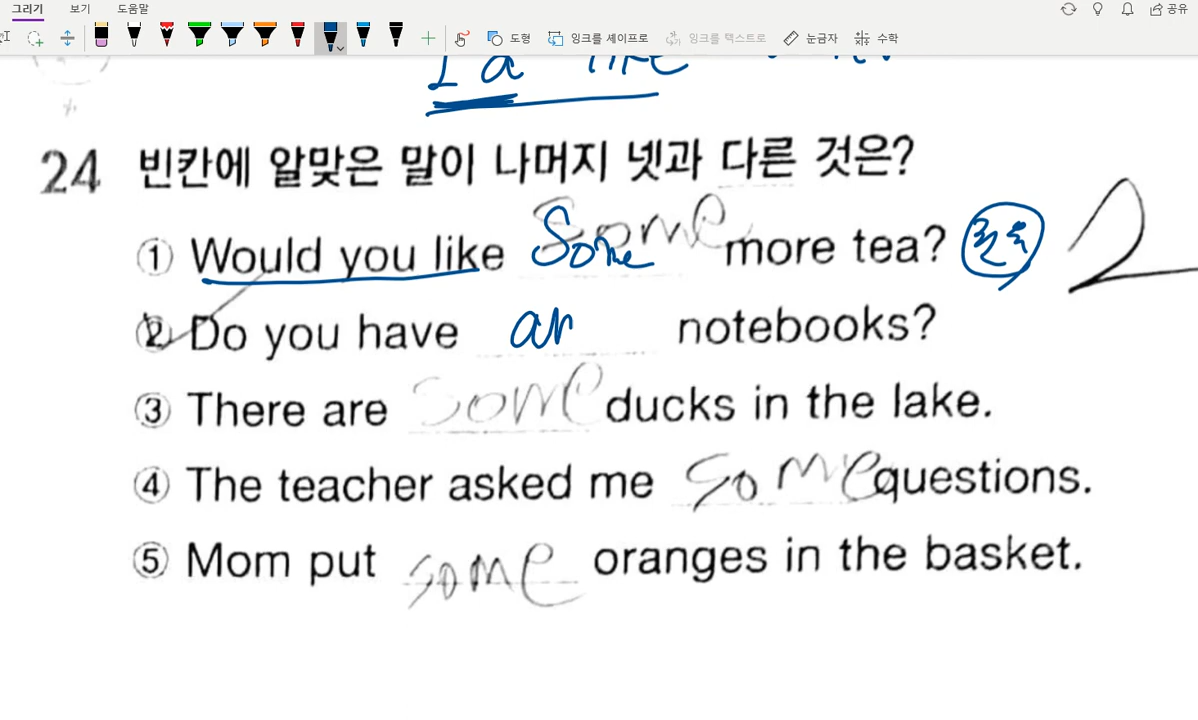 그리기 보기 도움말 공유
도형 잉크를 셰이프로 잉크를 텍스트로 눈금자 수학
like
24 빈칸에 알맞은 말이 나머지 넷과 다른 것은?
① Would you like some Some more tea? 2
② Do you have an notebooks?
③ There are some ducks in the lake.
④ The teacher asked me some questions.
⑤ Mom put some oranges in the basket.